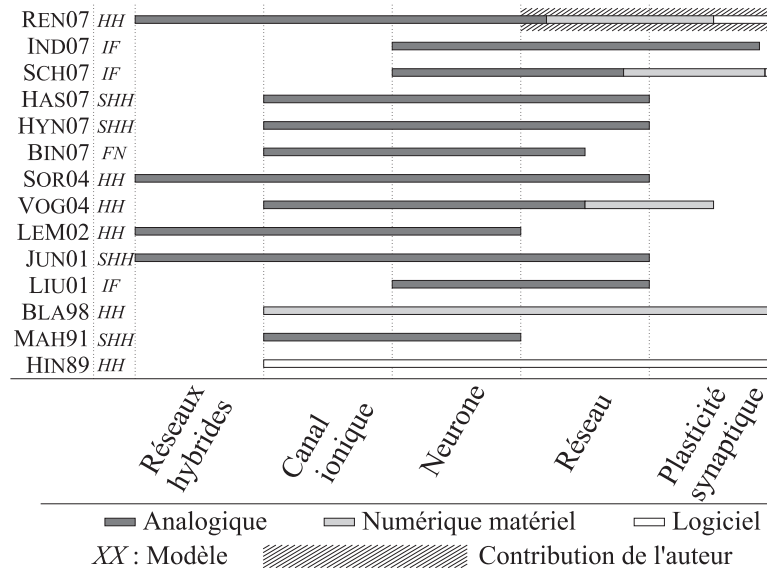 REN07 HH
IND07 IF
SCH07 IF
HAS07 SHH
HYN07 SHH
BIN07 FN
SOR04 HH
VOG04 HH
LEM02 HH
JUN01 SHH
LIU01 IF
BLA98 HH
MAH91 SHH
HIN89 HH
Réseaux
hybrides
Canal
ionique
Neurone
Réseau
Plasticité
synaptique
Analogique Numérique matériel Logiciel
XX : Modèle Contribution de l'auteur